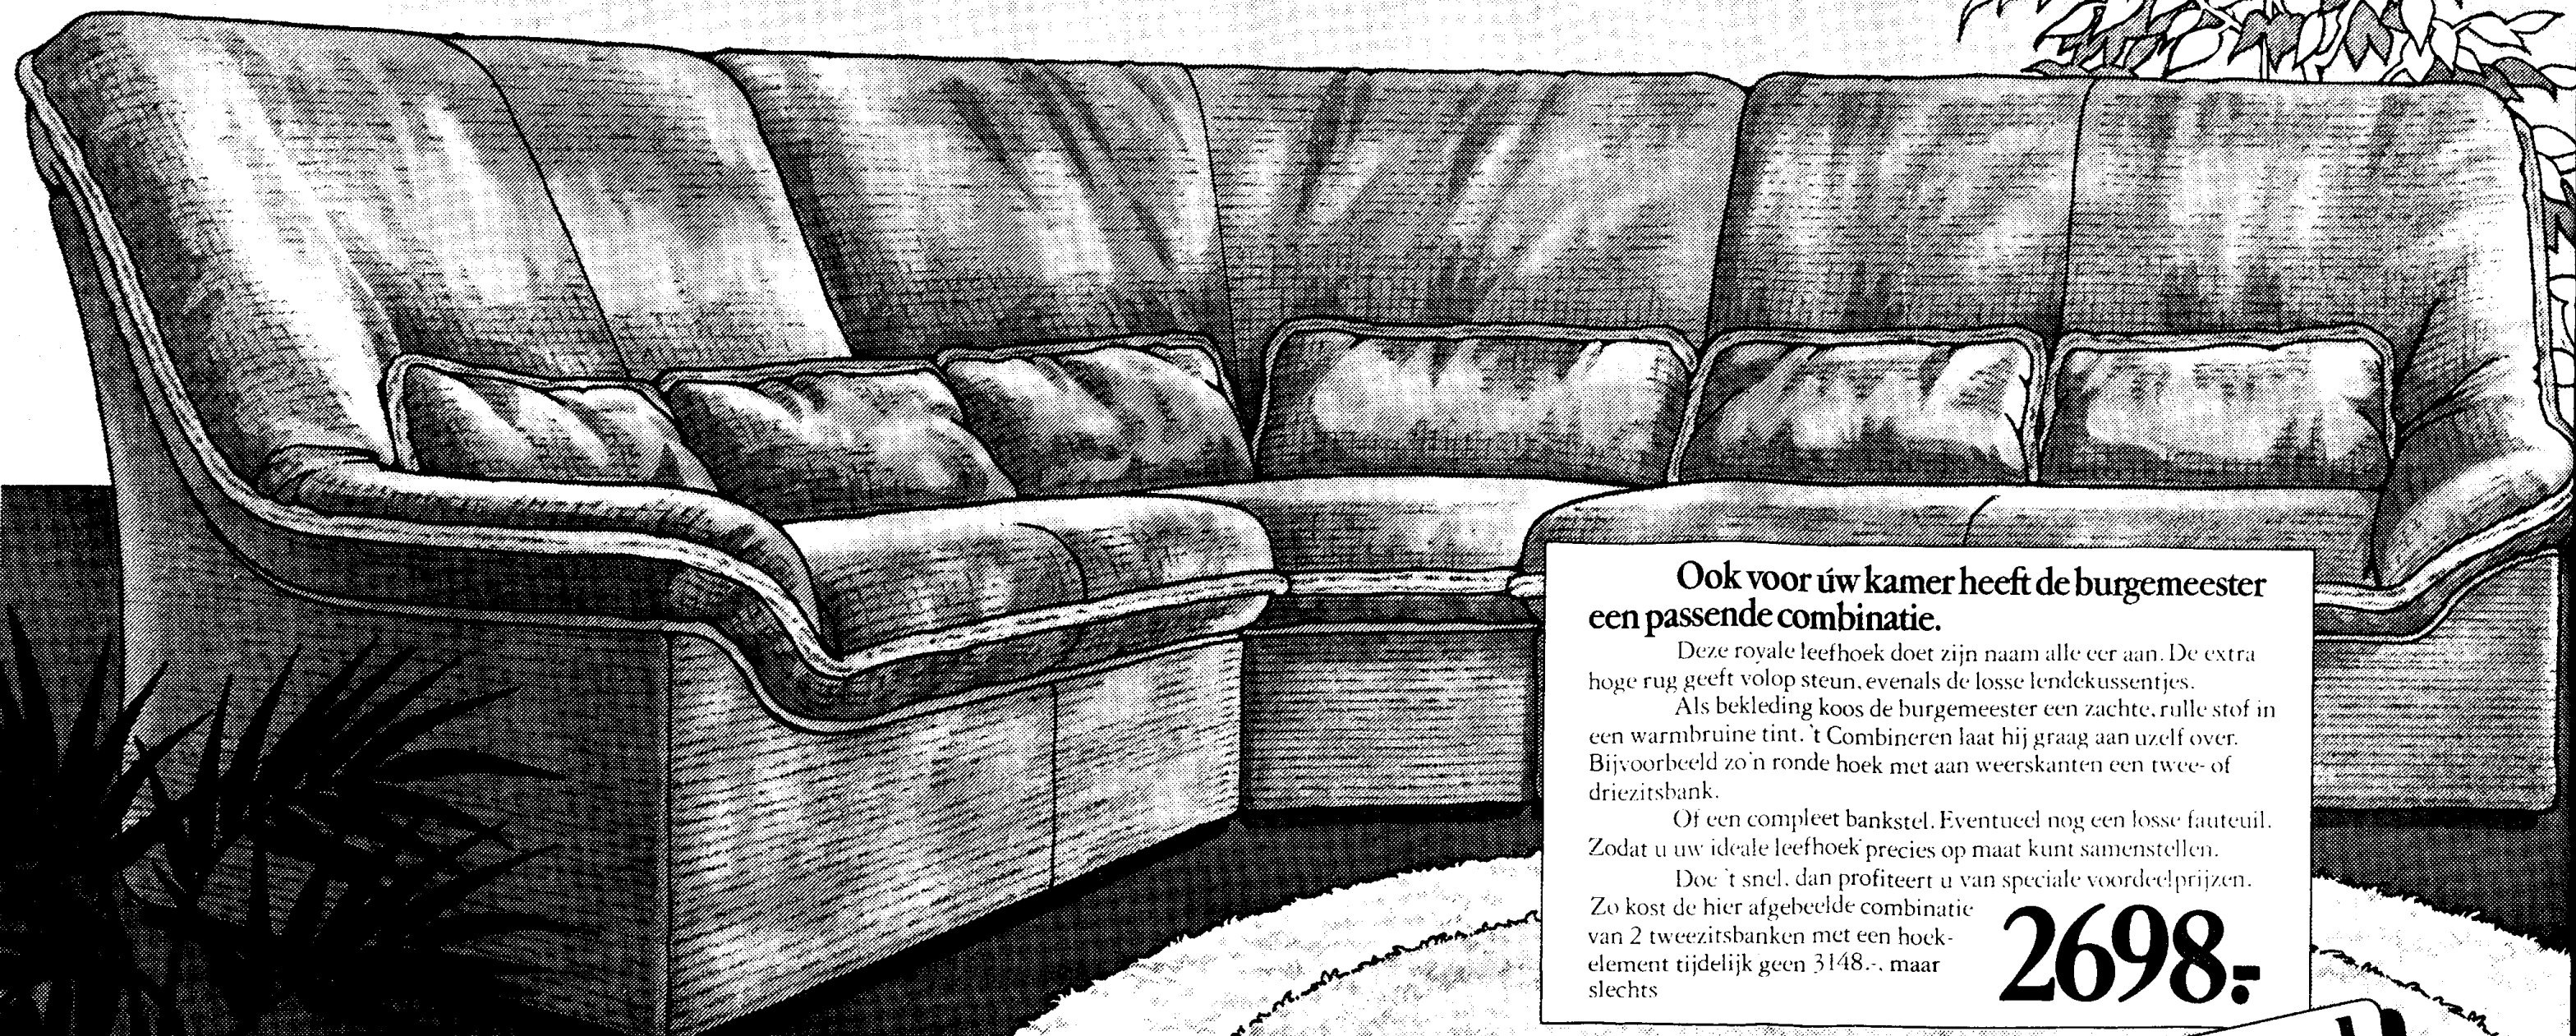 Ook voor úw kamer heeft de burgemeester
een passende combinatie.
Deze royale leefhoek doet zijn naam alle eer aan. De extra
hoge rug geeft volop steun, evenals de losse lendekussentjes.
Als bekleding koos de burgemeester een zachte, rulle stof in
een warmbruine tint. 't Combineren laat hij graag aan uzelf over.
Bijvoorbeeld zo'n ronde hoek met aan weerskanten een twee- of
driezitsbank.
Of een compleet bankstel. Eventueel nog een losse fauteuil.
Zodat u uw ideale leefhoek precies op maat kunt samenstellen.
Doe 't snel, dan profiteert u van speciale voordeelprijzen.
Zo kost de hier afgebeelde combinatie
van 2 tweezitsbanken met een hoek-
element tijdelijk geen 3148.-, maar
slechts
2698.-